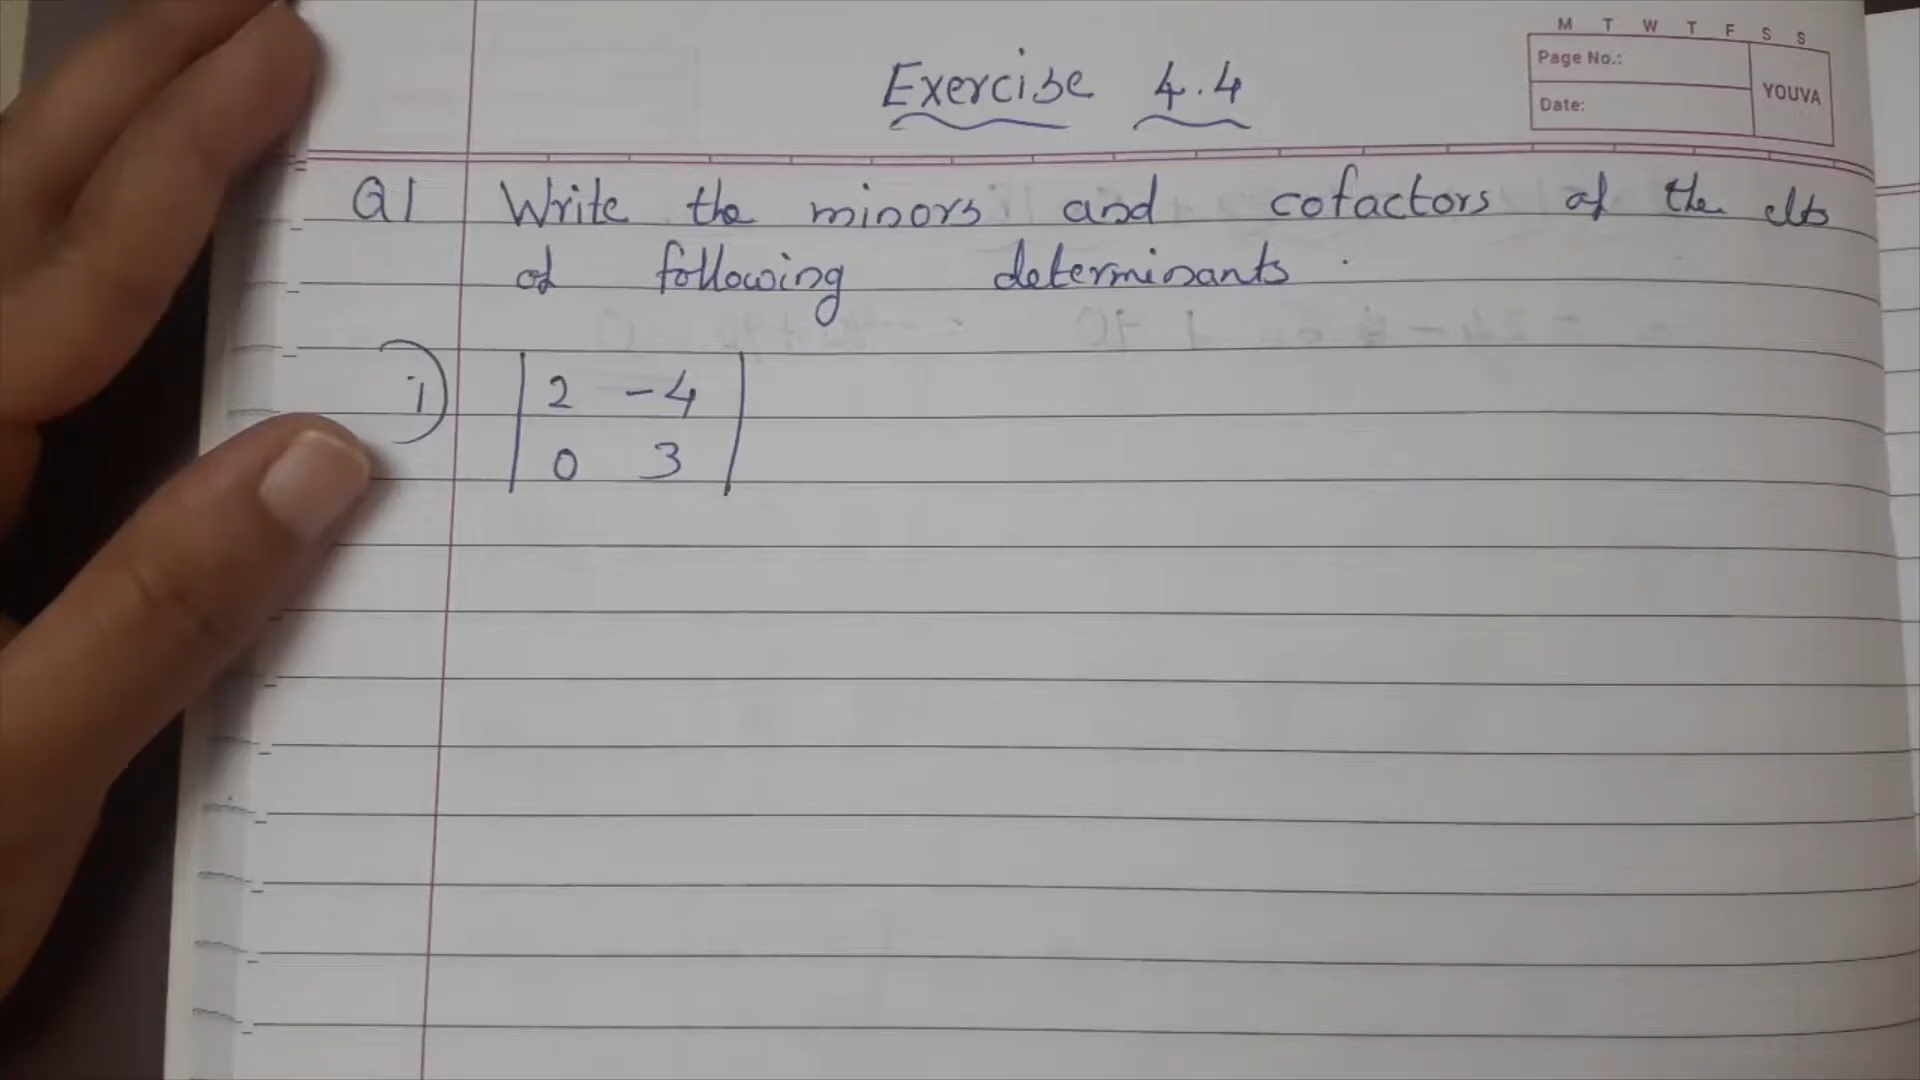 M T W T F S S
Page No.:
YOUVA
Date:
Exercise 4.4
Q1 Write the minors and cofactors of the elts
of following determinants.
i) | 2 -4 |
| 0 3 |